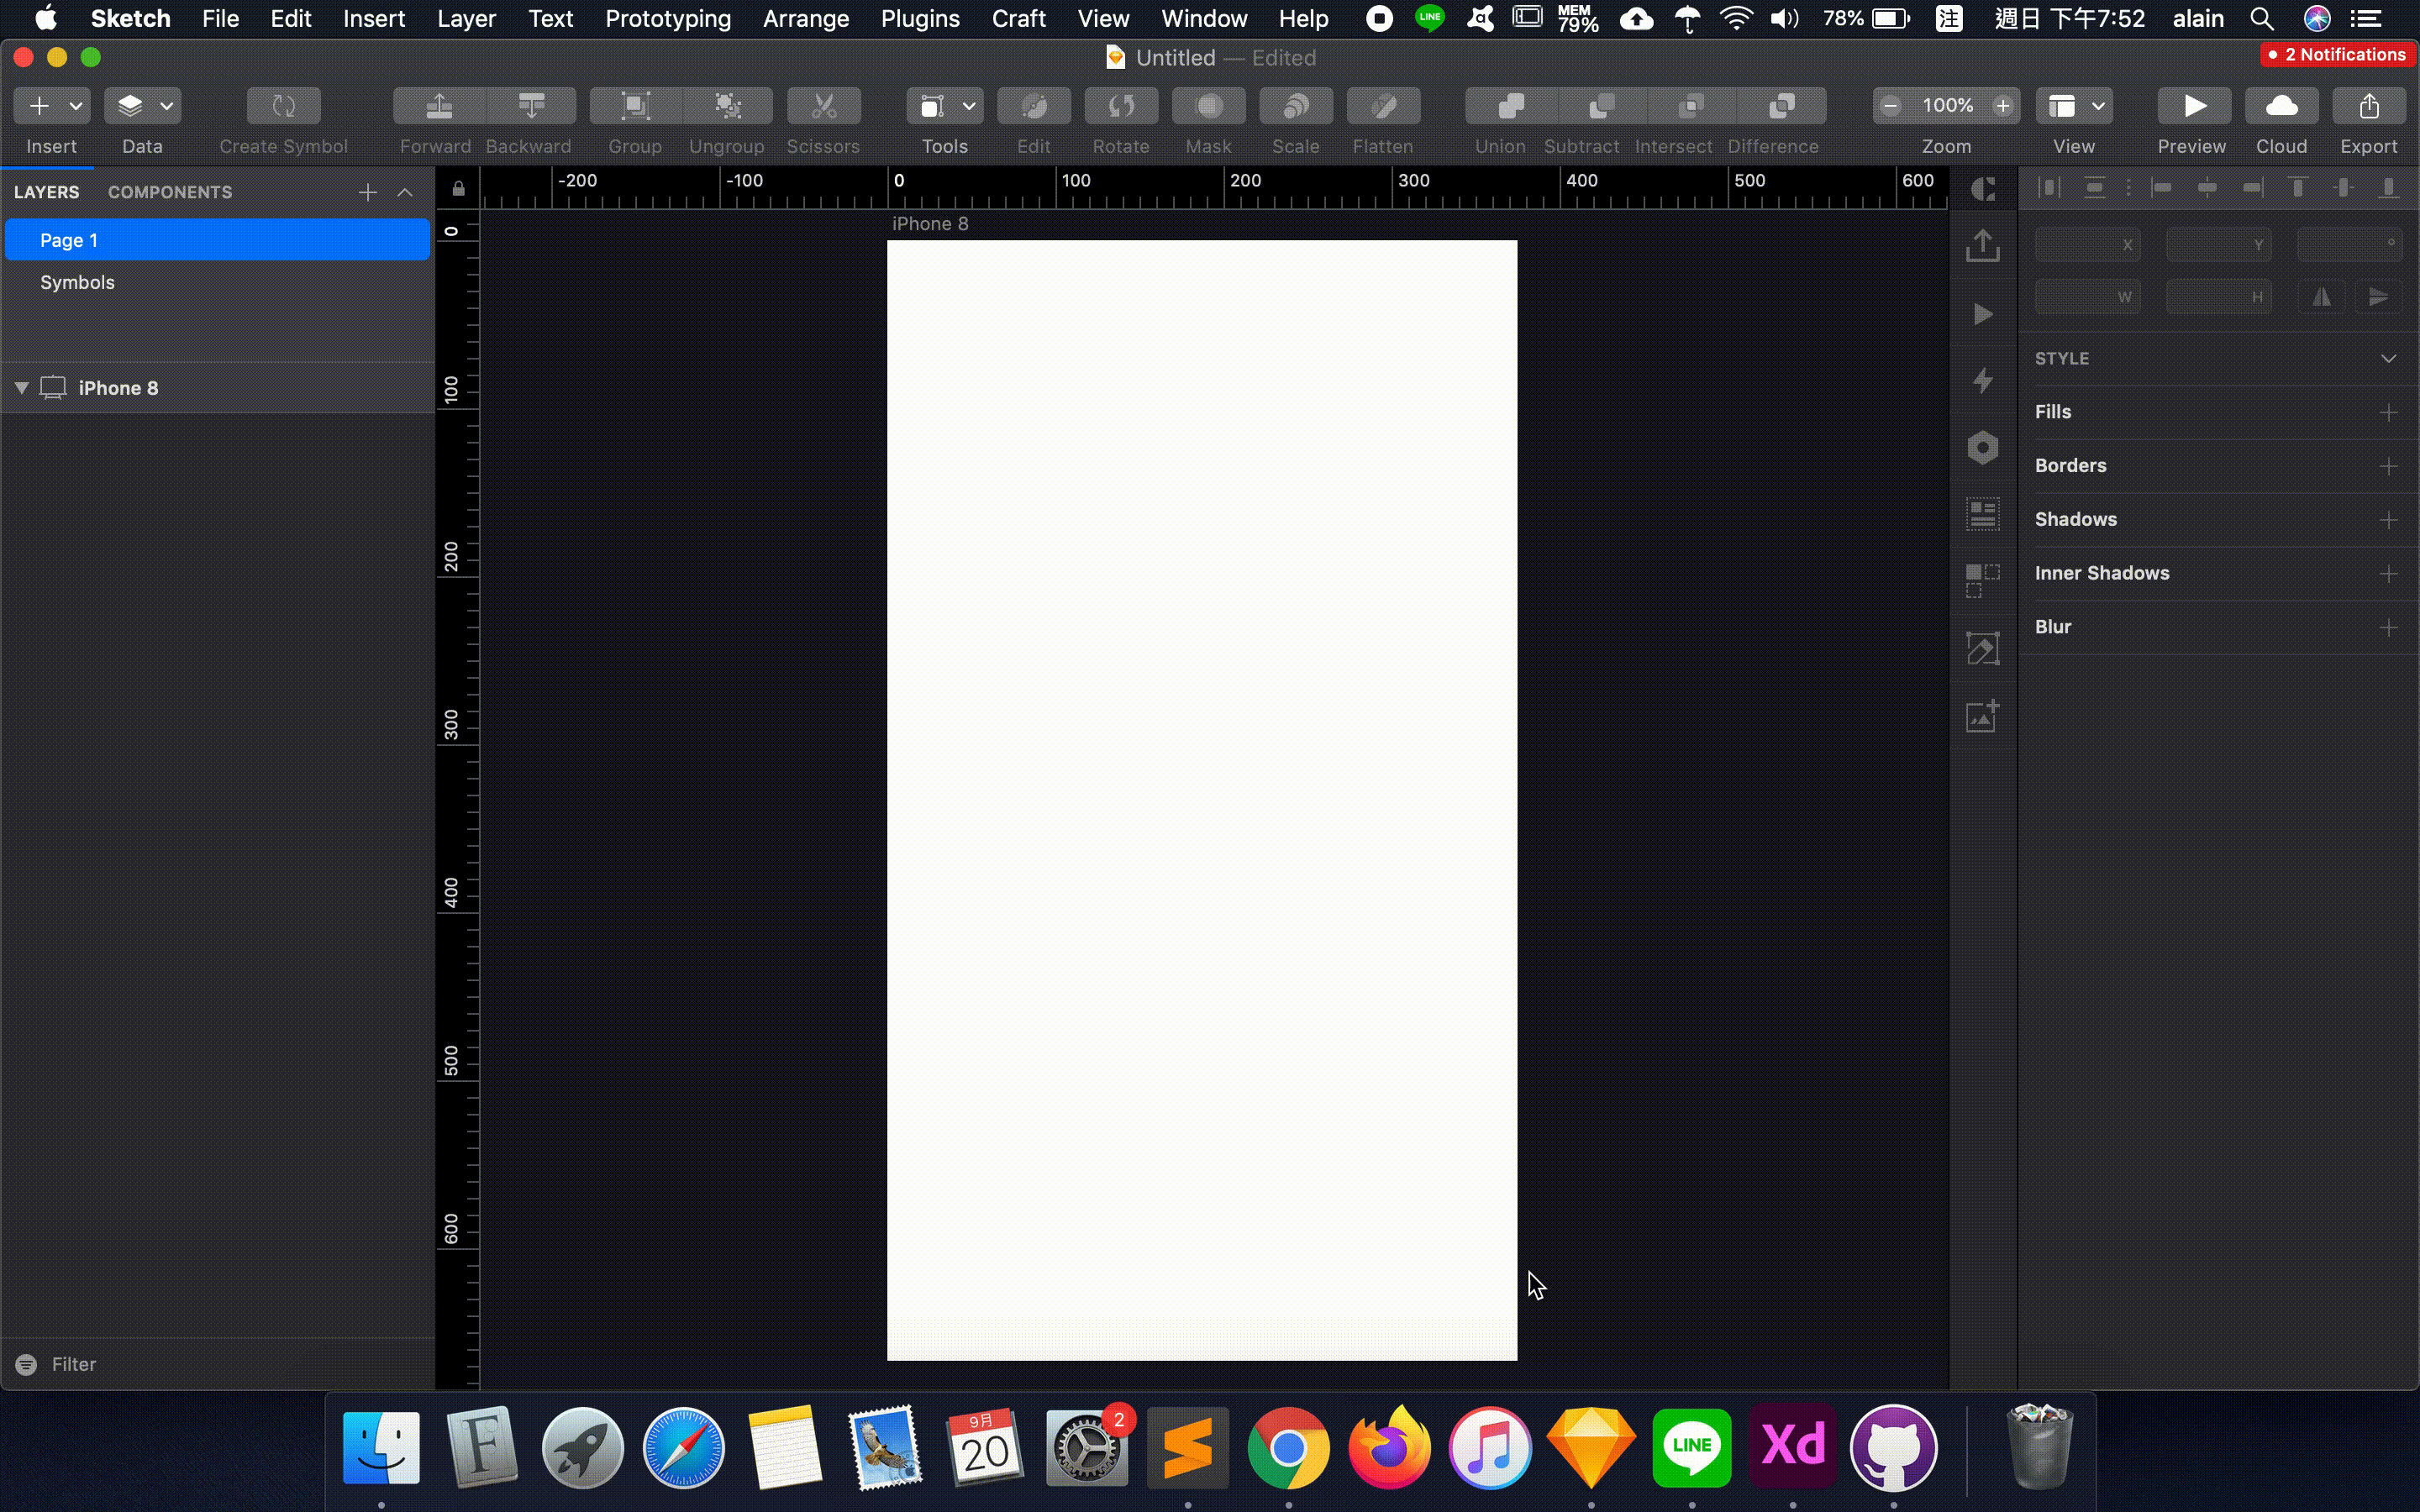 Sketch File Edit Insert Layer Text Prototyping Arrange Plugins Craft View Window Help LINE MEM 79% 78% 注 週日 下午7:52 alain
Untitled — Edited
2 Notifications
100%
Insert Data Create Symbol Forward Backward Group Ungroup Scissors Tools Edit Rotate Mask Scale Flatten Union Subtract Intersect Difference Zoom View Preview Cloud Export
LAYERS COMPONENTS
-200 -100 0 100 200 300 400 500 600
Page 1
Symbols
iPhone 8
iPhone 8
0
100
200
300
400
500
600
X Y °
W H
STYLE
Fills
Borders
Shadows
Inner Shadows
Blur
Filter
F
9月
20
2
LINE
Xd